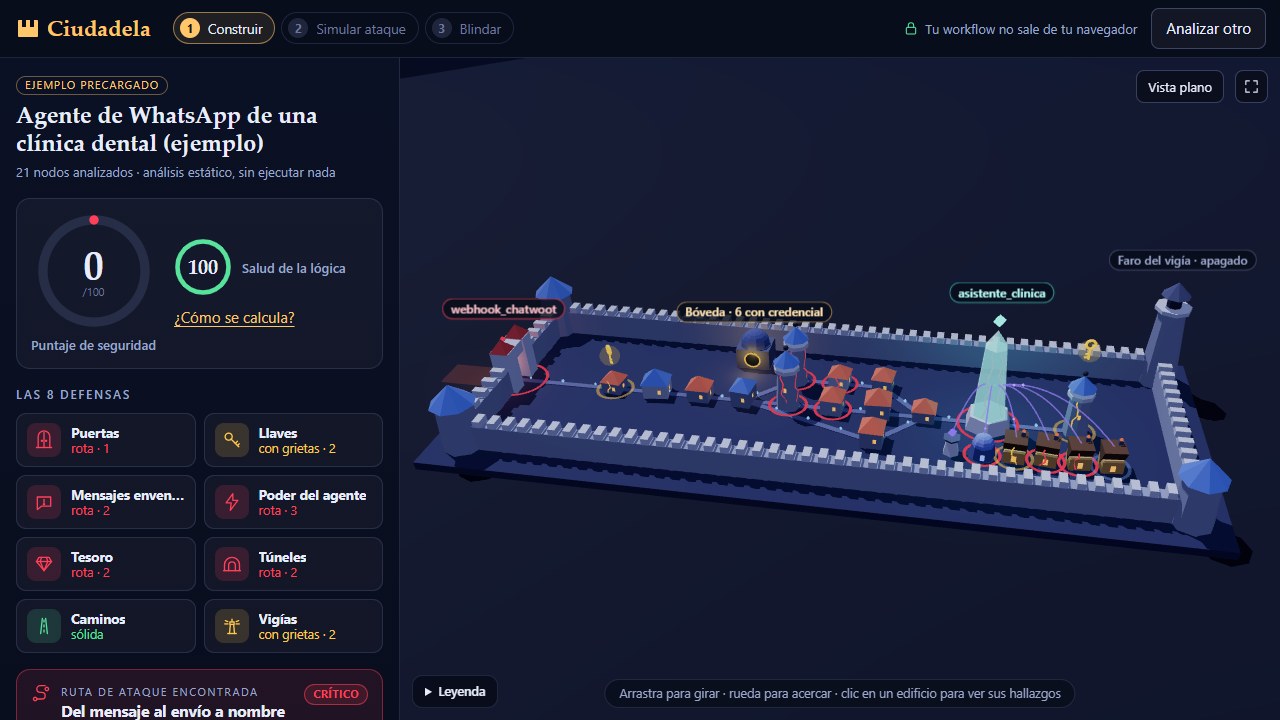 Ciudadela
1 Construir
2 Simular ataque
3 Blindar
Tu workflow no sale de tu navegador
Analizar otro
EJEMPLO PRECARGADO
Agente de WhatsApp de una
clínica dental (ejemplo)
21 nodos analizados · análisis estático, sin ejecutar nada
0
/100
100
Salud de la lógica
¿Cómo se calcula?
Puntaje de seguridad
LAS 8 DEFENSAS
Puertas
rota · 1
Llaves
con grietas · 2
Mensajes enven...
rota · 2
Poder del agente
rota · 3
Tesoro
rota · 2
Túneles
rota · 2
Caminos
sólida
Vigías
con grietas · 2
RUTA DE ATAQUE ENCONTRADA
CRÍTICO
Del mensaje al envío a nombre
Vista plano
Faro del vigía · apagado
asistente_clinica
webhook_chatwoot
Bóveda · 6 con credencial
Leyenda
Arrastra para girar · rueda para acercar · clic en un edificio para ver sus hallazgos